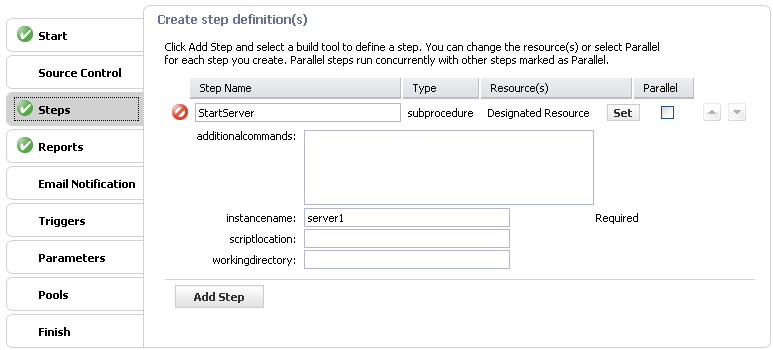 Start
Source Control
Steps
Reports
Email Notification
Triggers
Parameters
Pools
Finish
Create step definition(s)
Click Add Step and select a build tool to define a step. You can change the resource(s) or select Parallel
for each step you create. Parallel steps run concurrently with other steps marked as Parallel.
Step Name Type Resource(s) Parallel
StartServer subprocedure Designated Resource Set
additionalcommands:
instancename: server1 Required
scriptlocation:
workingdirectory:
Add Step